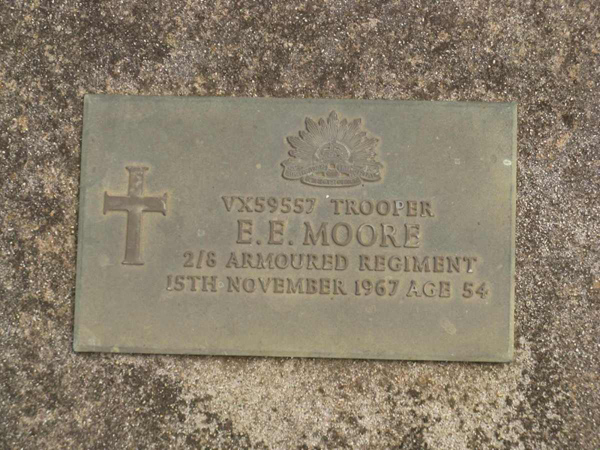 VX59557 TROOPER
E.E. MOORE
2/8 ARMOURED REGIMENT
15TH NOVEMBER 1967 AGE 54